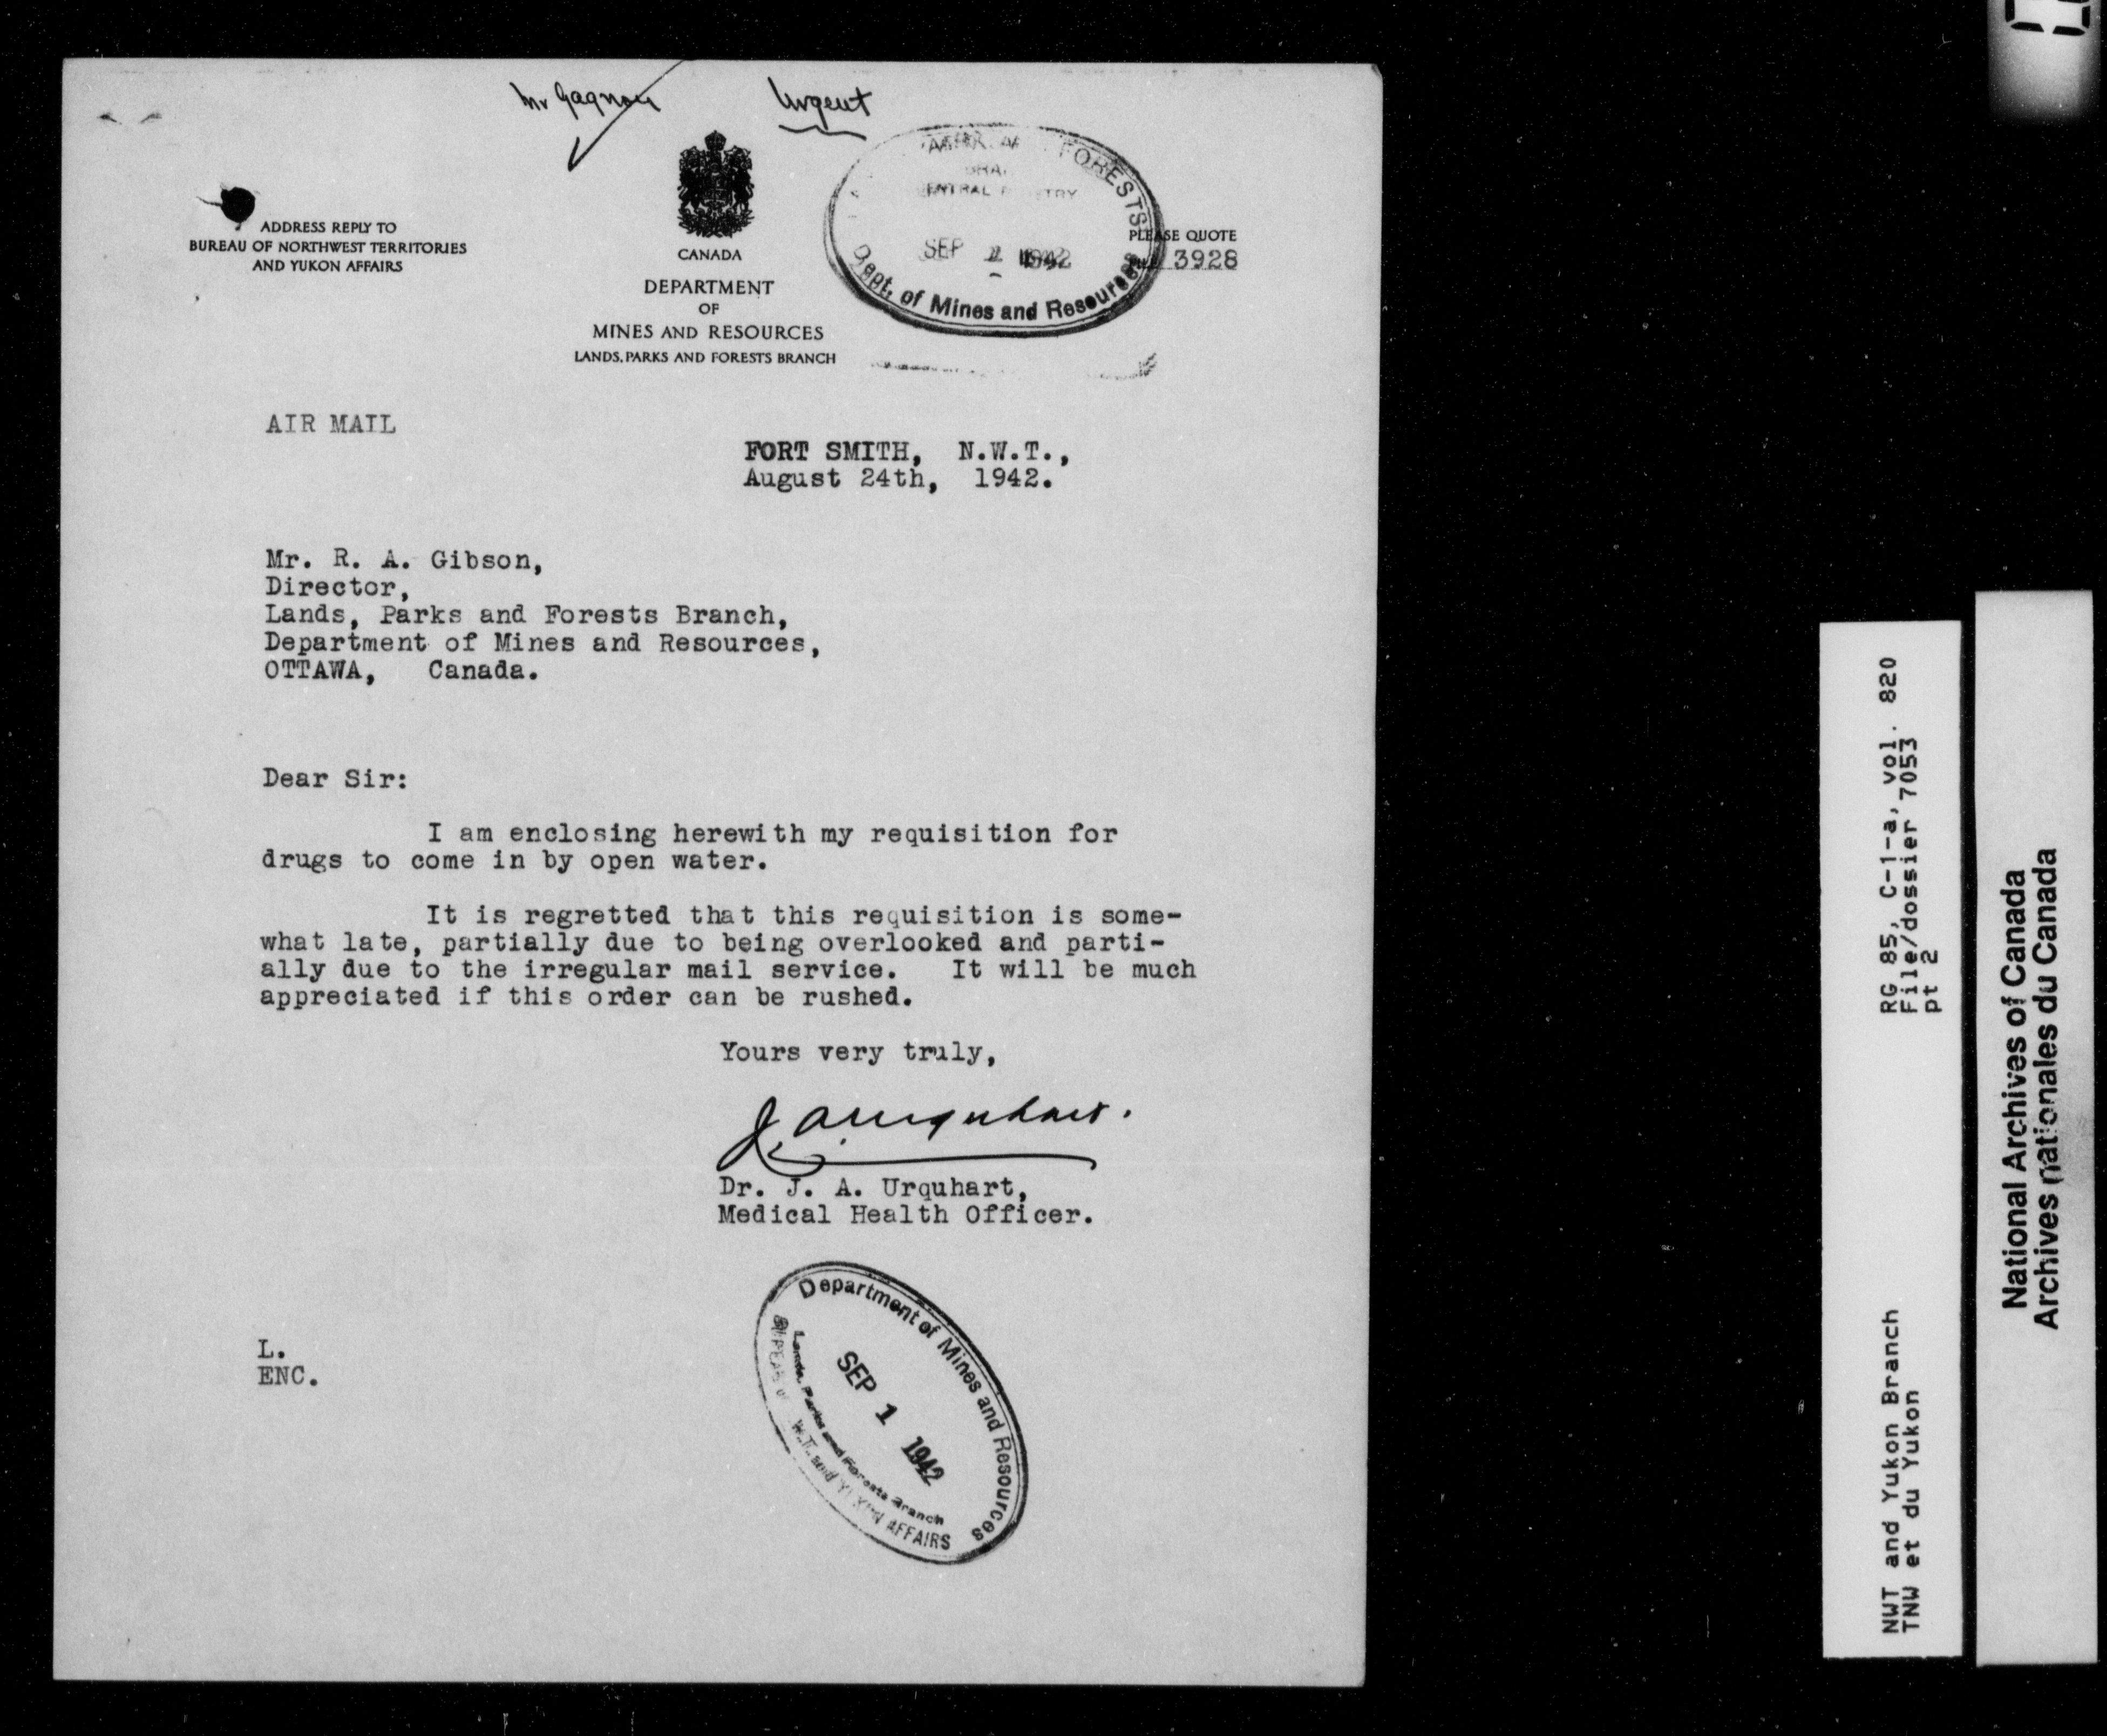 Mr Gagnon
Urgent
ADDRESS REPLY TO
BUREAU OF NORTHWEST TERRITORIES
AND YUKON AFFAIRS
CANADA
DEPARTMENT
OF
MINES AND RESOURCES
LANDS, PARKS AND FORESTS BRANCH
FORESTS
SEP 1942
Dept. of Mines and Resources
PLEASE QUOTE
3928
AIR MAIL
FORT SMITH, N.W.T.,
August 24th, 1942.
Mr. R. A. Gibson,
Director,
Lands, Parks and Forests Branch,
Department of Mines and Resources,
OTTAWA, Canada.
Dear Sir:
I am enclosing herewith my requisition for
drugs to come in by open water.
It is regretted that this requisition is some-
what late, partially due to being overlooked and parti-
ally due to the irregular mail service. It will be much
appreciated if this order can be rushed.
Yours very truly,
J. A. Urquhart.
Dr. J. A. Urquhart,
Medical Health Officer.
L.
ENC.
Department of Mines and Resources
SEP 1 1942
Lands, Parks and Forests Branch
W.T. and YUKON AFFAIRS
RG 85, C-1-a, vol. 820
File/dossier 7053
pt 2
NWT and Yukon Branch
TNW et du Yukon
National Archives of Canada
Archives nationales du Canada